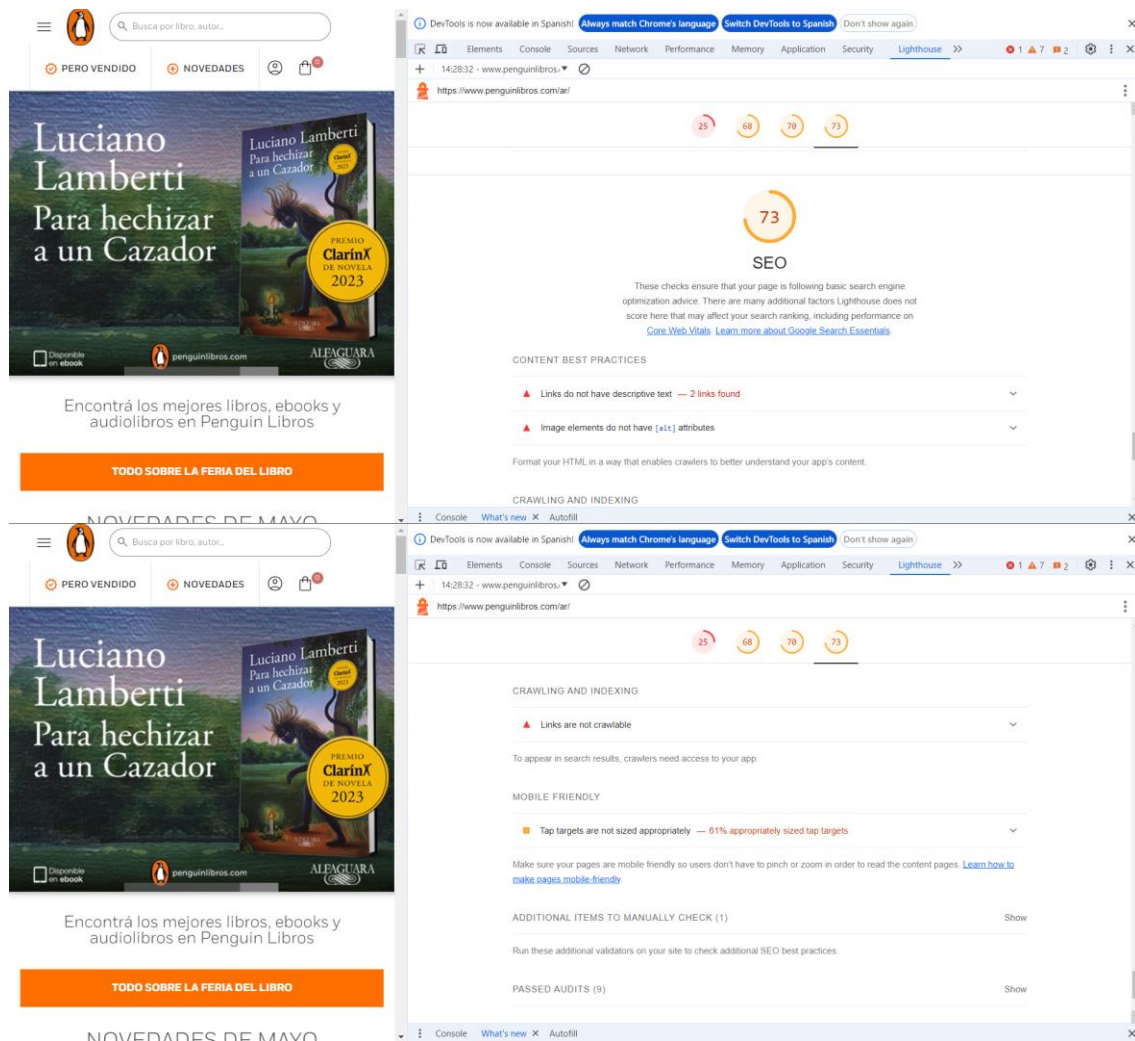 Busca por libro, autor...
PERO VENDIDO
NOVEDADES
0
Luciano
Lamberti
Para hechizar
a un Cazador
Luciano Lamberti
Para hechizar
a un Cazador
PREMIO
Clarín
DE NOVELA
2023
ALFAGUARA
Disponible
en ebook
penguinlibros.com
ALFAGUARA
Encontrá los mejores libros, ebooks y
audiolibros en Penguin Libros
TODO SOBRE LA FERIA DEL LIBRO
NOVEDADES DE MAYO
DevTools is now available in Spanish! Always match Chrome's language Switch DevTools to Spanish Don't show again
Elements Console Sources Network Performance Memory Application Security Lighthouse 1 7 2
14:28:32 - www.penguinlibros.
https://www.penguinlibros.com/ar/
25 68 70 73
73
SEO
These checks ensure that your page is following basic search engine
optimization advice. There are many additional factors Lighthouse does not
score here that may affect your search ranking, including performance on
Core Web Vitals. Learn more about Google Search Essentials.
CONTENT BEST PRACTICES
Links do not have descriptive text — 2 links found
Image elements do not have [alt] attributes
Format your HTML in a way that enables crawlers to better understand your app's content.
CRAWLING AND INDEXING
Console What's new Autofill
Busca por libro, autor...
PERO VENDIDO
NOVEDADES
0
Luciano
Lamberti
Para hechizar
a un Cazador
Luciano Lamberti
Para hechizar
a un Cazador
PREMIO
Clarín
DE NOVELA
2023
Disponible
en ebook
penguinlibros.com
ALFAGUARA
Encontrá los mejores libros, ebooks y
audiolibros en Penguin Libros
TODO SOBRE LA FERIA DEL LIBRO
NOVEDADES DE MAYO
DevTools is now available in Spanish! Always match Chrome's language Switch DevTools to Spanish Don't show again
Elements Console Sources Network Performance Memory Application Security Lighthouse 1 7 2
14:28:32 - www.penguinlibros.
https://www.penguinlibros.com/ar/
25 68 70 73
CRAWLING AND INDEXING
Links are not crawlable
To appear in search results, crawlers need access to your app.
MOBILE FRIENDLY
Tap targets are not sized appropriately — 61% appropriately sized tap targets
Make sure your pages are mobile friendly so users don't have to pinch or zoom in order to read the content pages. Learn how to
make pages mobile-friendly.
ADDITIONAL ITEMS TO MANUALLY CHECK (1) Show
Run these additional validators on your site to check additional SEO best practices.
PASSED AUDITS (9) Show
Console What's new Autofill